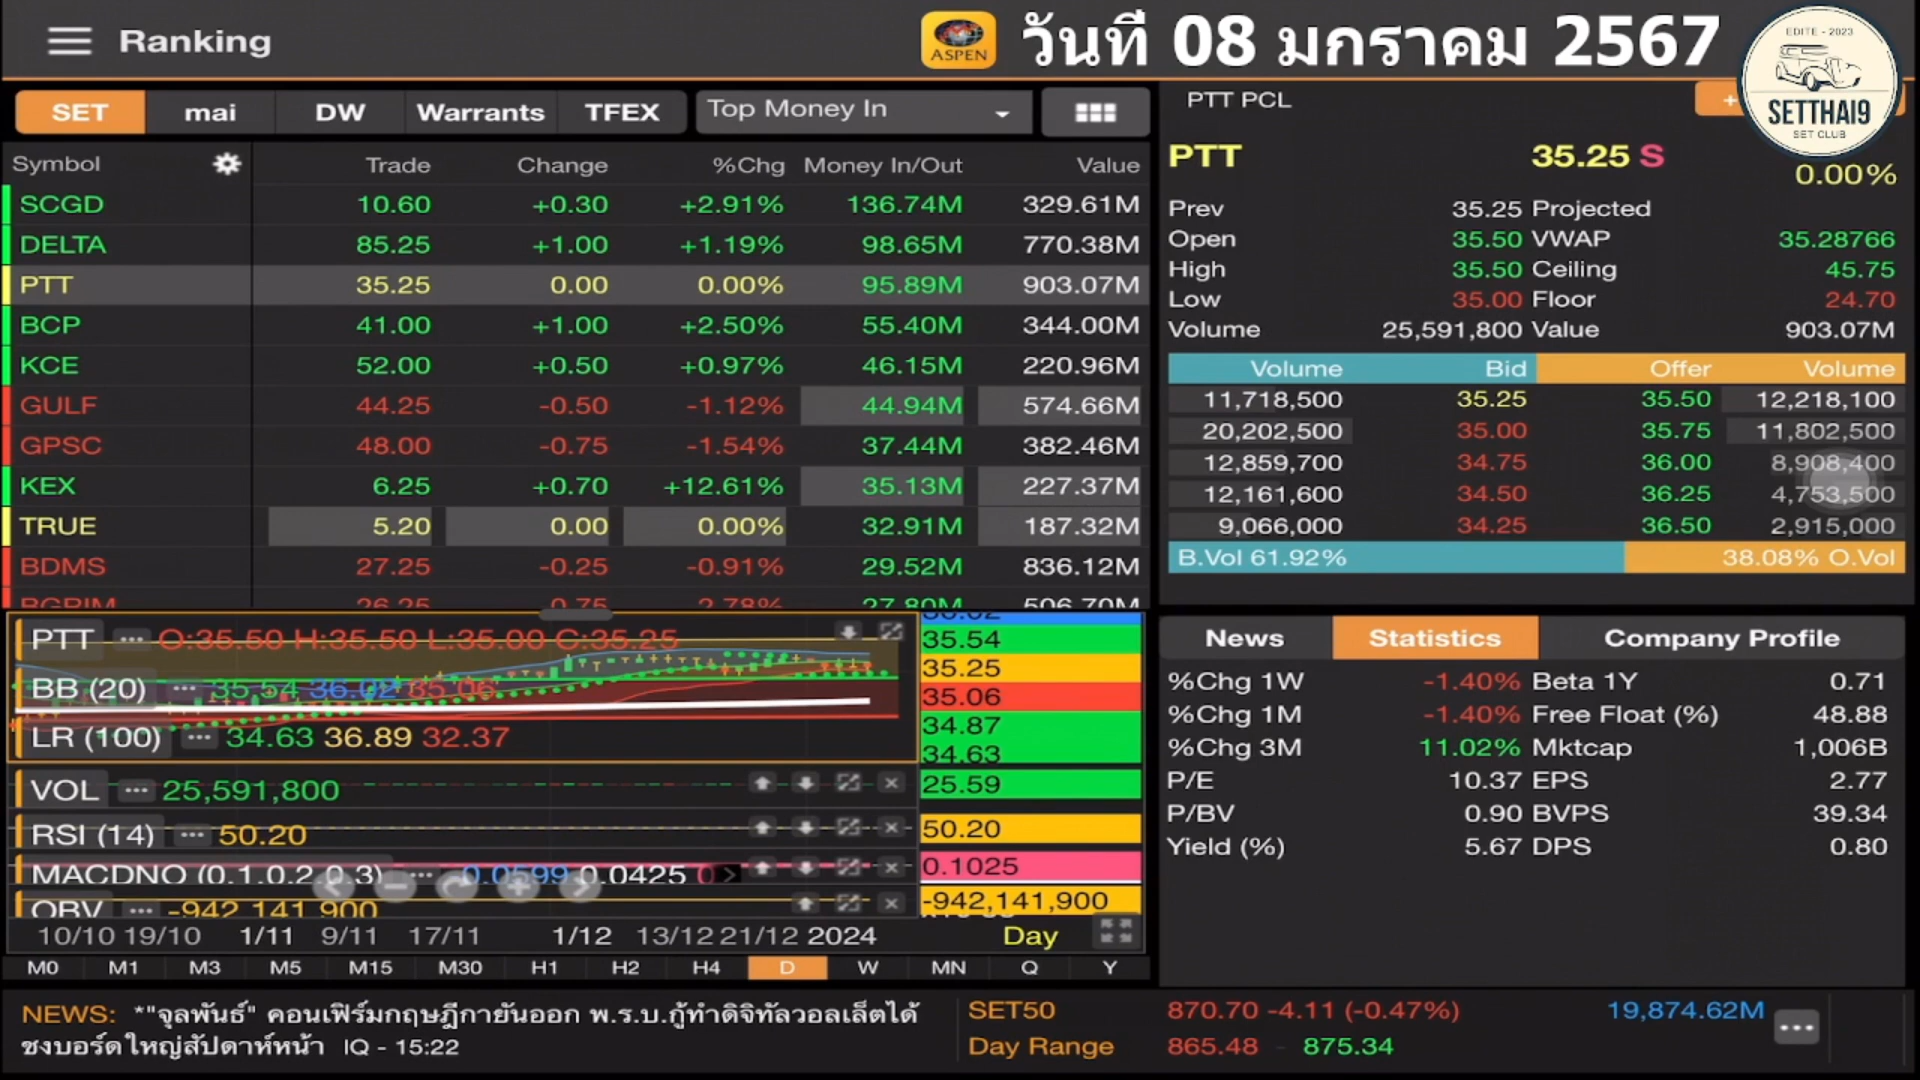 Ranking
ASPEN
วันที่ 08 มกราคม 2567
EDITE - 2023
SETTHAI9
SET CLUB
SET mai DW Warrants TFEX Top Money In
Symbol Trade Change %Chg Money In/Out Value
SCGD 10.60 +0.30 +2.91% 136.74M 329.61M
DELTA 85.25 +1.00 +1.19% 98.65M 770.38M
PTT 35.25 0.00 0.00% 95.89M 903.07M
BCP 41.00 +1.00 +2.50% 55.40M 344.00M
KCE 52.00 +0.50 +0.97% 46.15M 220.96M
GULF 44.25 -0.50 -1.12% 44.94M 574.66M
GPSC 48.00 -0.75 -1.54% 37.44M 382.46M
KEX 6.25 +0.70 +12.61% 35.13M 227.37M
TRUE 5.20 0.00 0.00% 32.91M 187.32M
BDMS 27.25 -0.25 -0.91% 29.52M 836.12M
BGRIM 26.25 -0.75 -2.78% 27.80M 506.70M
PTT PCL
PTT 35.25 S
0.00%
Prev 35.25 Projected
Open 35.50 VWAP 35.28766
High 35.50 Ceiling 45.75
Low 35.00 Floor 24.70
Volume 25,591,800 Value 903.07M
Volume Bid Offer Volume
11,718,500 35.25 35.50 12,218,100
20,202,500 35.00 35.75 11,802,500
12,859,700 34.75 36.00 8,908,400
12,161,600 34.50 36.25 4,753,500
9,066,000 34.25 36.50 2,915,000
B.Vol 61.92% 38.08% O.Vol
PTT ... O:35.50 H:35.50 L:35.00 C:35.25
BB (20) ... 35.54 36.02 35.06
LR (100) ... 34.63 36.89 32.37
VOL ... 25,591,800
RSI (14) ... 50.20
MACDNO (0.1,0.2,0.3) ... 0.0599 0.0425
OBV ... -942,141,900
36.02
35.54
35.25
35.06
34.87
34.63
25.59
50.20
0.1025
-942,141,900
10/10 19/10 1/11 9/11 17/11 1/12 13/12 21/12 2024 Day
M0 M1 M3 M5 M15 M30 H1 H2 H4 D W MN Q Y
News Statistics Company Profile
%Chg 1W -1.40% Beta 1Y 0.71
%Chg 1M -1.40% Free Float (%) 48.88
%Chg 3M 11.02% Mktcap 1,006B
P/E 10.37 EPS 2.77
P/BV 0.90 BVPS 39.34
Yield (%) 5.67 DPS 0.80
NEWS: *"จุลพันธ์" คอนเฟิร์มกฤษฎีกายันออก พ.ร.บ.กู้ทำดิจิทัลวอลเล็ตได้
ชงบอร์ดใหญ่สัปดาห์หน้า IQ - 15:22
SET50 870.70 -4.11 (-0.47%) 19,874.62M
Day Range 865.48 - 875.34